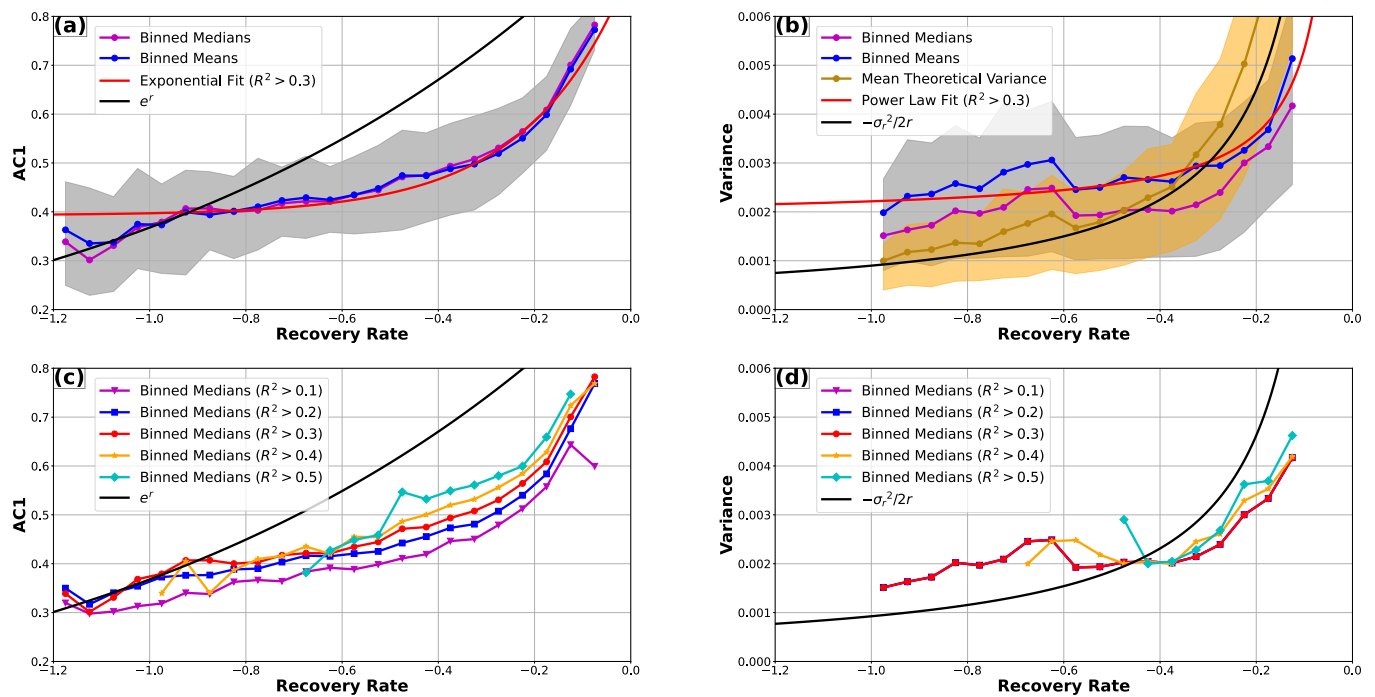 (a)
Binned Medians
Binned Means
Exponential Fit (R² > 0.3)
eʳ
AC1
0.8
0.7
0.6
0.5
0.4
0.3
0.2
−1.2 −1.0 −0.8 −0.6 −0.4 −0.2 0.0
Recovery Rate
(b)
Binned Medians
Binned Means
Mean Theoretical Variance
Power Law Fit (R² > 0.3)
−σᵣ²/2r
Variance
0.006
0.005
0.004
0.003
0.002
0.001
0.000
−1.2 −1.0 −0.8 −0.6 −0.4 −0.2 0.0
Recovery Rate
(c)
Binned Medians (R² > 0.1)
Binned Medians (R² > 0.2)
Binned Medians (R² > 0.3)
Binned Medians (R² > 0.4)
Binned Medians (R² > 0.5)
eʳ
AC1
0.8
0.7
0.6
0.5
0.4
0.3
0.2
−1.2 −1.0 −0.8 −0.6 −0.4 −0.2 0.0
Recovery Rate
(d)
Binned Medians (R² > 0.1)
Binned Medians (R² > 0.2)
Binned Medians (R² > 0.3)
Binned Medians (R² > 0.4)
Binned Medians (R² > 0.5)
−σᵣ²/2r
Variance
0.006
0.005
0.004
0.003
0.002
0.001
0.000
−1.2 −1.0 −0.8 −0.6 −0.4 −0.2 0.0
Recovery Rate